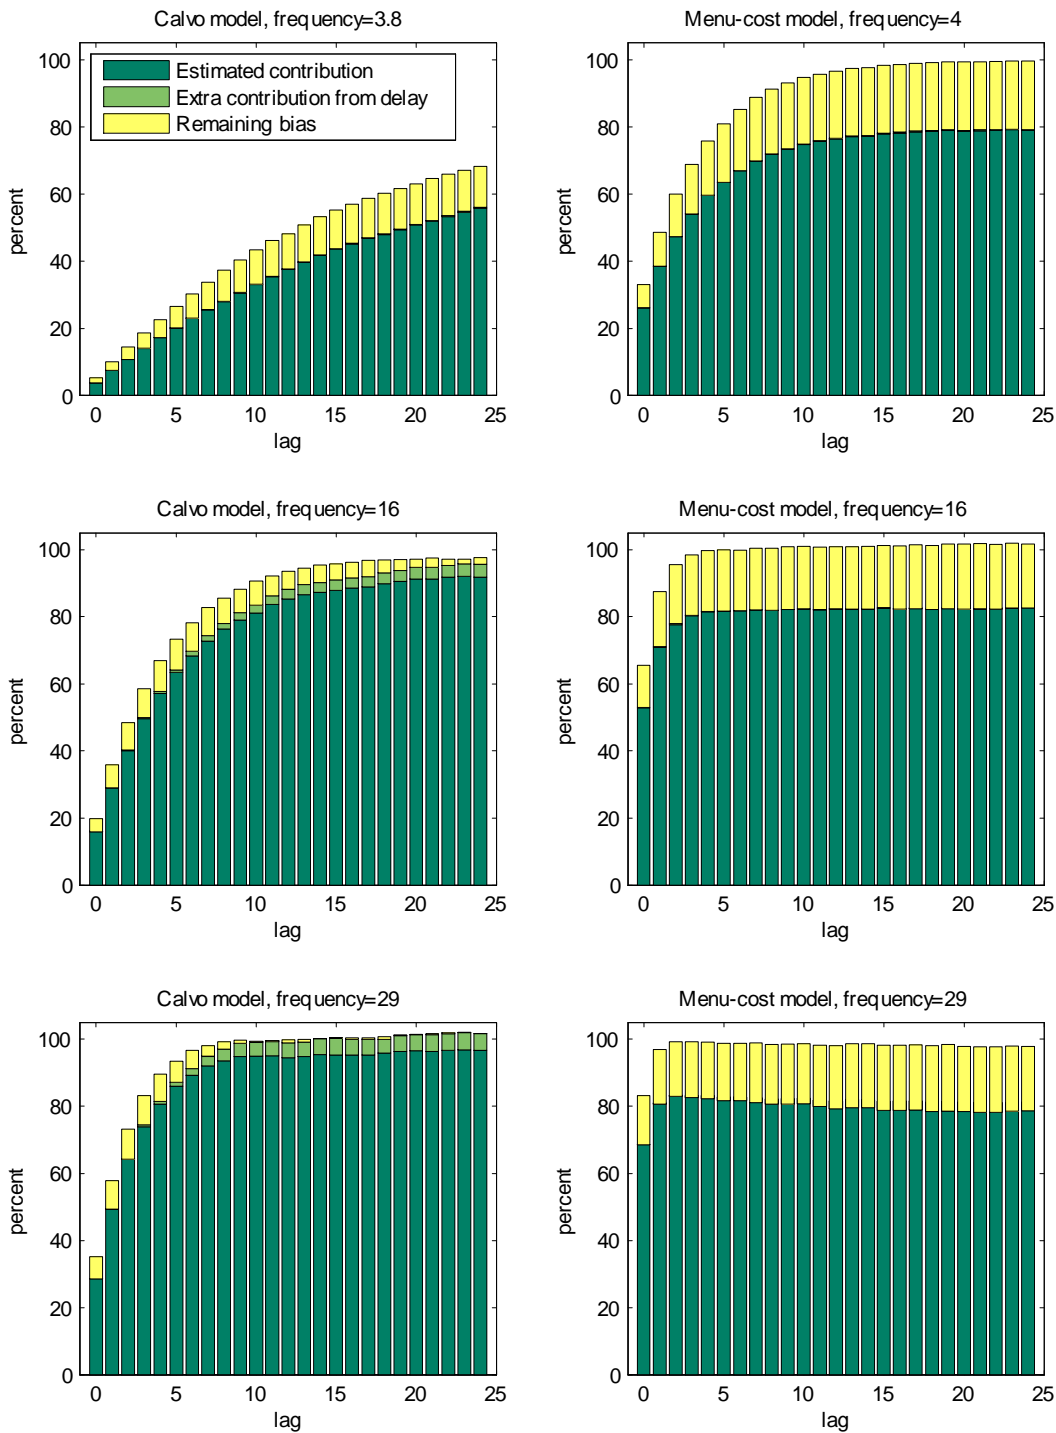 Calvo model, frequency=3.8
100
80
60
40
20
0
percent
Estimated contribution
Extra contribution from delay
Remaining bias
0 5 10 15 20 25
lag
Menu-cost model, frequency=4
100
80
60
40
20
0
percent
0 5 10 15 20 25
lag
Calvo model, frequency=16
100
80
60
40
20
0
percent
0 5 10 15 20 25
lag
Menu-cost model, frequency=16
100
80
60
40
20
0
percent
0 5 10 15 20 25
lag
Calvo model, frequency=29
100
80
60
40
20
0
percent
0 5 10 15 20 25
lag
Menu-cost model, frequency=29
100
80
60
40
20
0
percent
0 5 10 15 20 25
lag